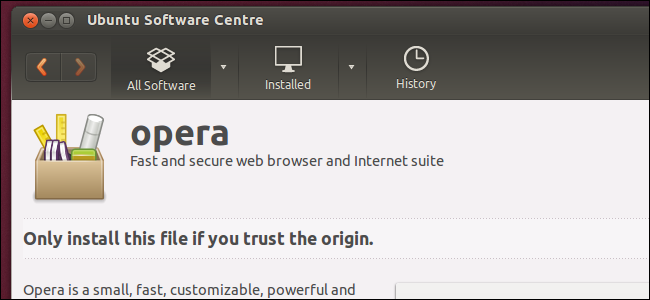 Ubuntu Software Centre
All Software Installed History
opera
Fast and secure web browser and Internet suite
Only install this file if you trust the origin.
Opera is a small, fast, customizable, powerful and